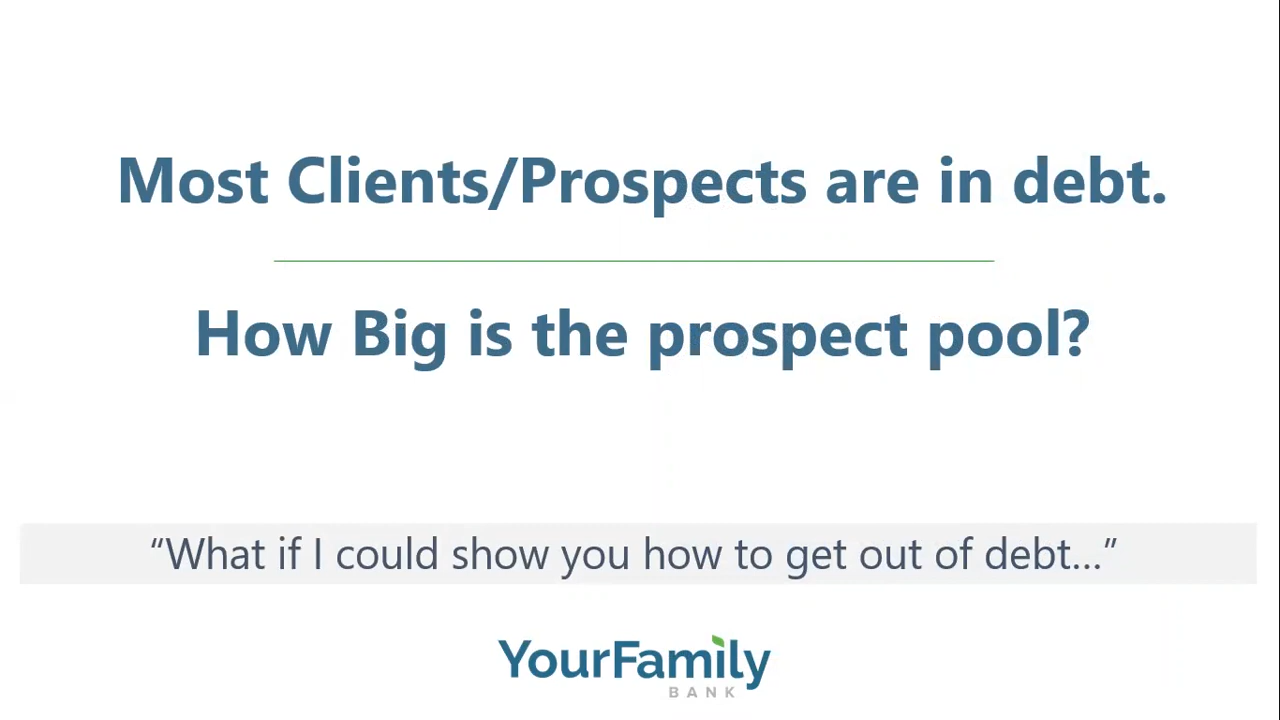 Most Clients/Prospects are in debt.
How Big is the prospect pool?
“What if I could show you how to get out of debt...”
YourFamily
BANK